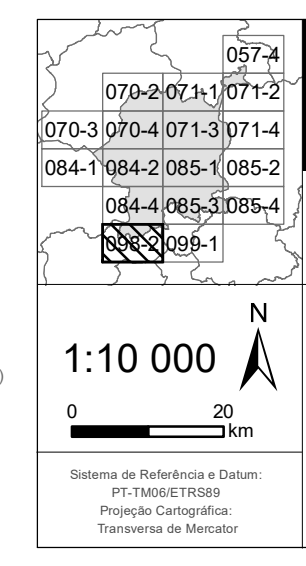 057-4
070-2 071-1 071-2
070-3 070-4 071-3 071-4
084-1 084-2 085-1 085-2
084-4 085-3 085-4
098-2 099-1
N
1:10 000
0 20
km
Sistema de Referência e Datum:
PT-TM06/ETRS89
Projeção Cartográfica:
Transversa de Mercator